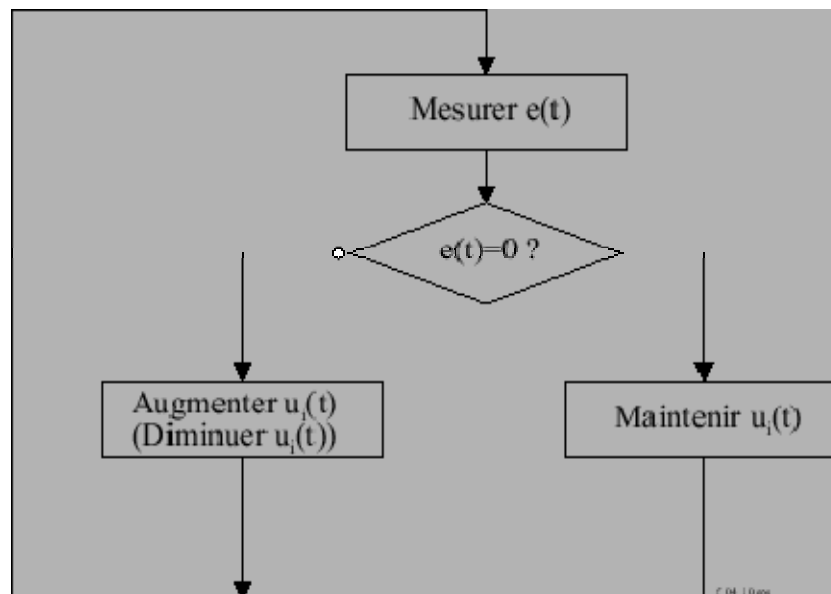 Mesurer e(t)
e(t)=0 ?
Augmenter uᵢ(t)
(Diminuer uᵢ(t))
Maintenir uᵢ(t)